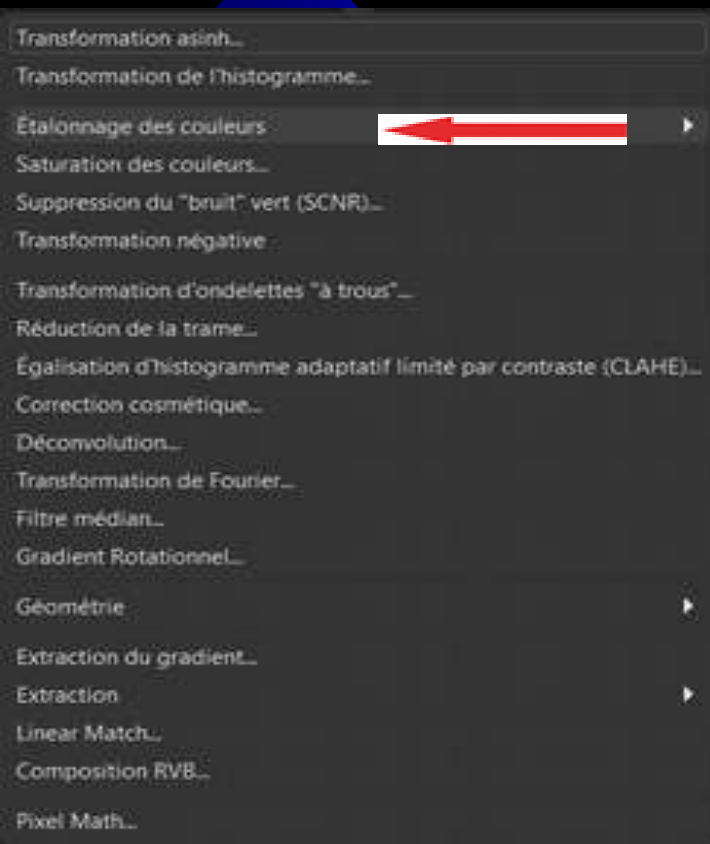 Transformation asinh...
Transformation de l'histogramme...
Étalonnage des couleurs
Saturation des couleurs...
Suppression du "bruit" vert (SCNR)...
Transformation négative
Transformation d'ondelettes "à trous"...
Réduction de la trame...
Égalisation d'histogramme adaptatif limité par contraste (CLAHE)...
Correction cosmétique...
Déconvolution...
Transformation de Fourier...
Filtre médian...
Gradient Rotationnel...
Géométrie
Extraction du gradient...
Extraction
Linear Match...
Composition RVB...
Pixel Math...